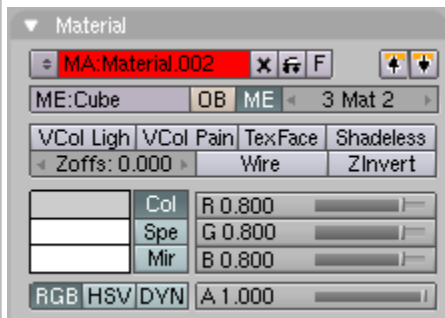 Material
MA:Material.002 F
ME:Cube OB ME 3 Mat 2
VCol Ligh VCol Pain TexFace Shadeless
Zoffs: 0.000 Wire ZInvert
Col R 0.800
Spe G 0.800
Mir B 0.800
RGB HSV DYN A 1.000